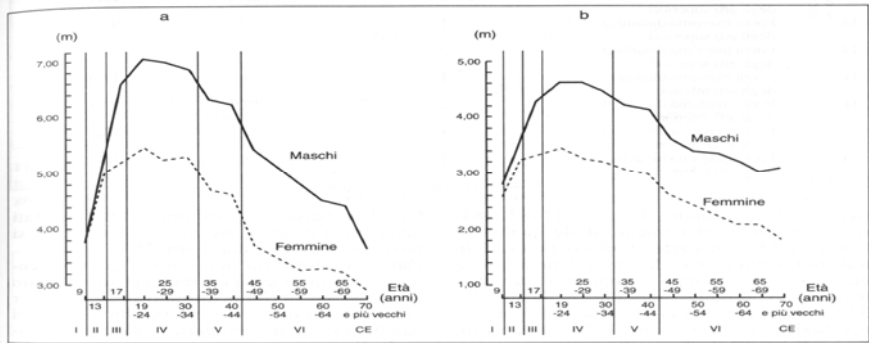 a
(m)
7,00
6,00
5,00
4,00
3,00
Maschi
Femmine
9 17 25 35 45 55 65 Età
-29 -39 -49 -59 -69 (anni)
13 19 30 40 50 60 70
-24 -34 -44 -54 -64 e più vecchi
I II III IV V VI CE
b
(m)
5,00
4,00
3,00
2,00
1,00
Maschi
Femmine
9 17 25 35 45 55 65 Età
-29 -39 -49 -59 -69 (anni)
13 19 30 40 50 60 70
-24 -34 -44 -54 -64 e più vecchi
I II III IV V VI CE